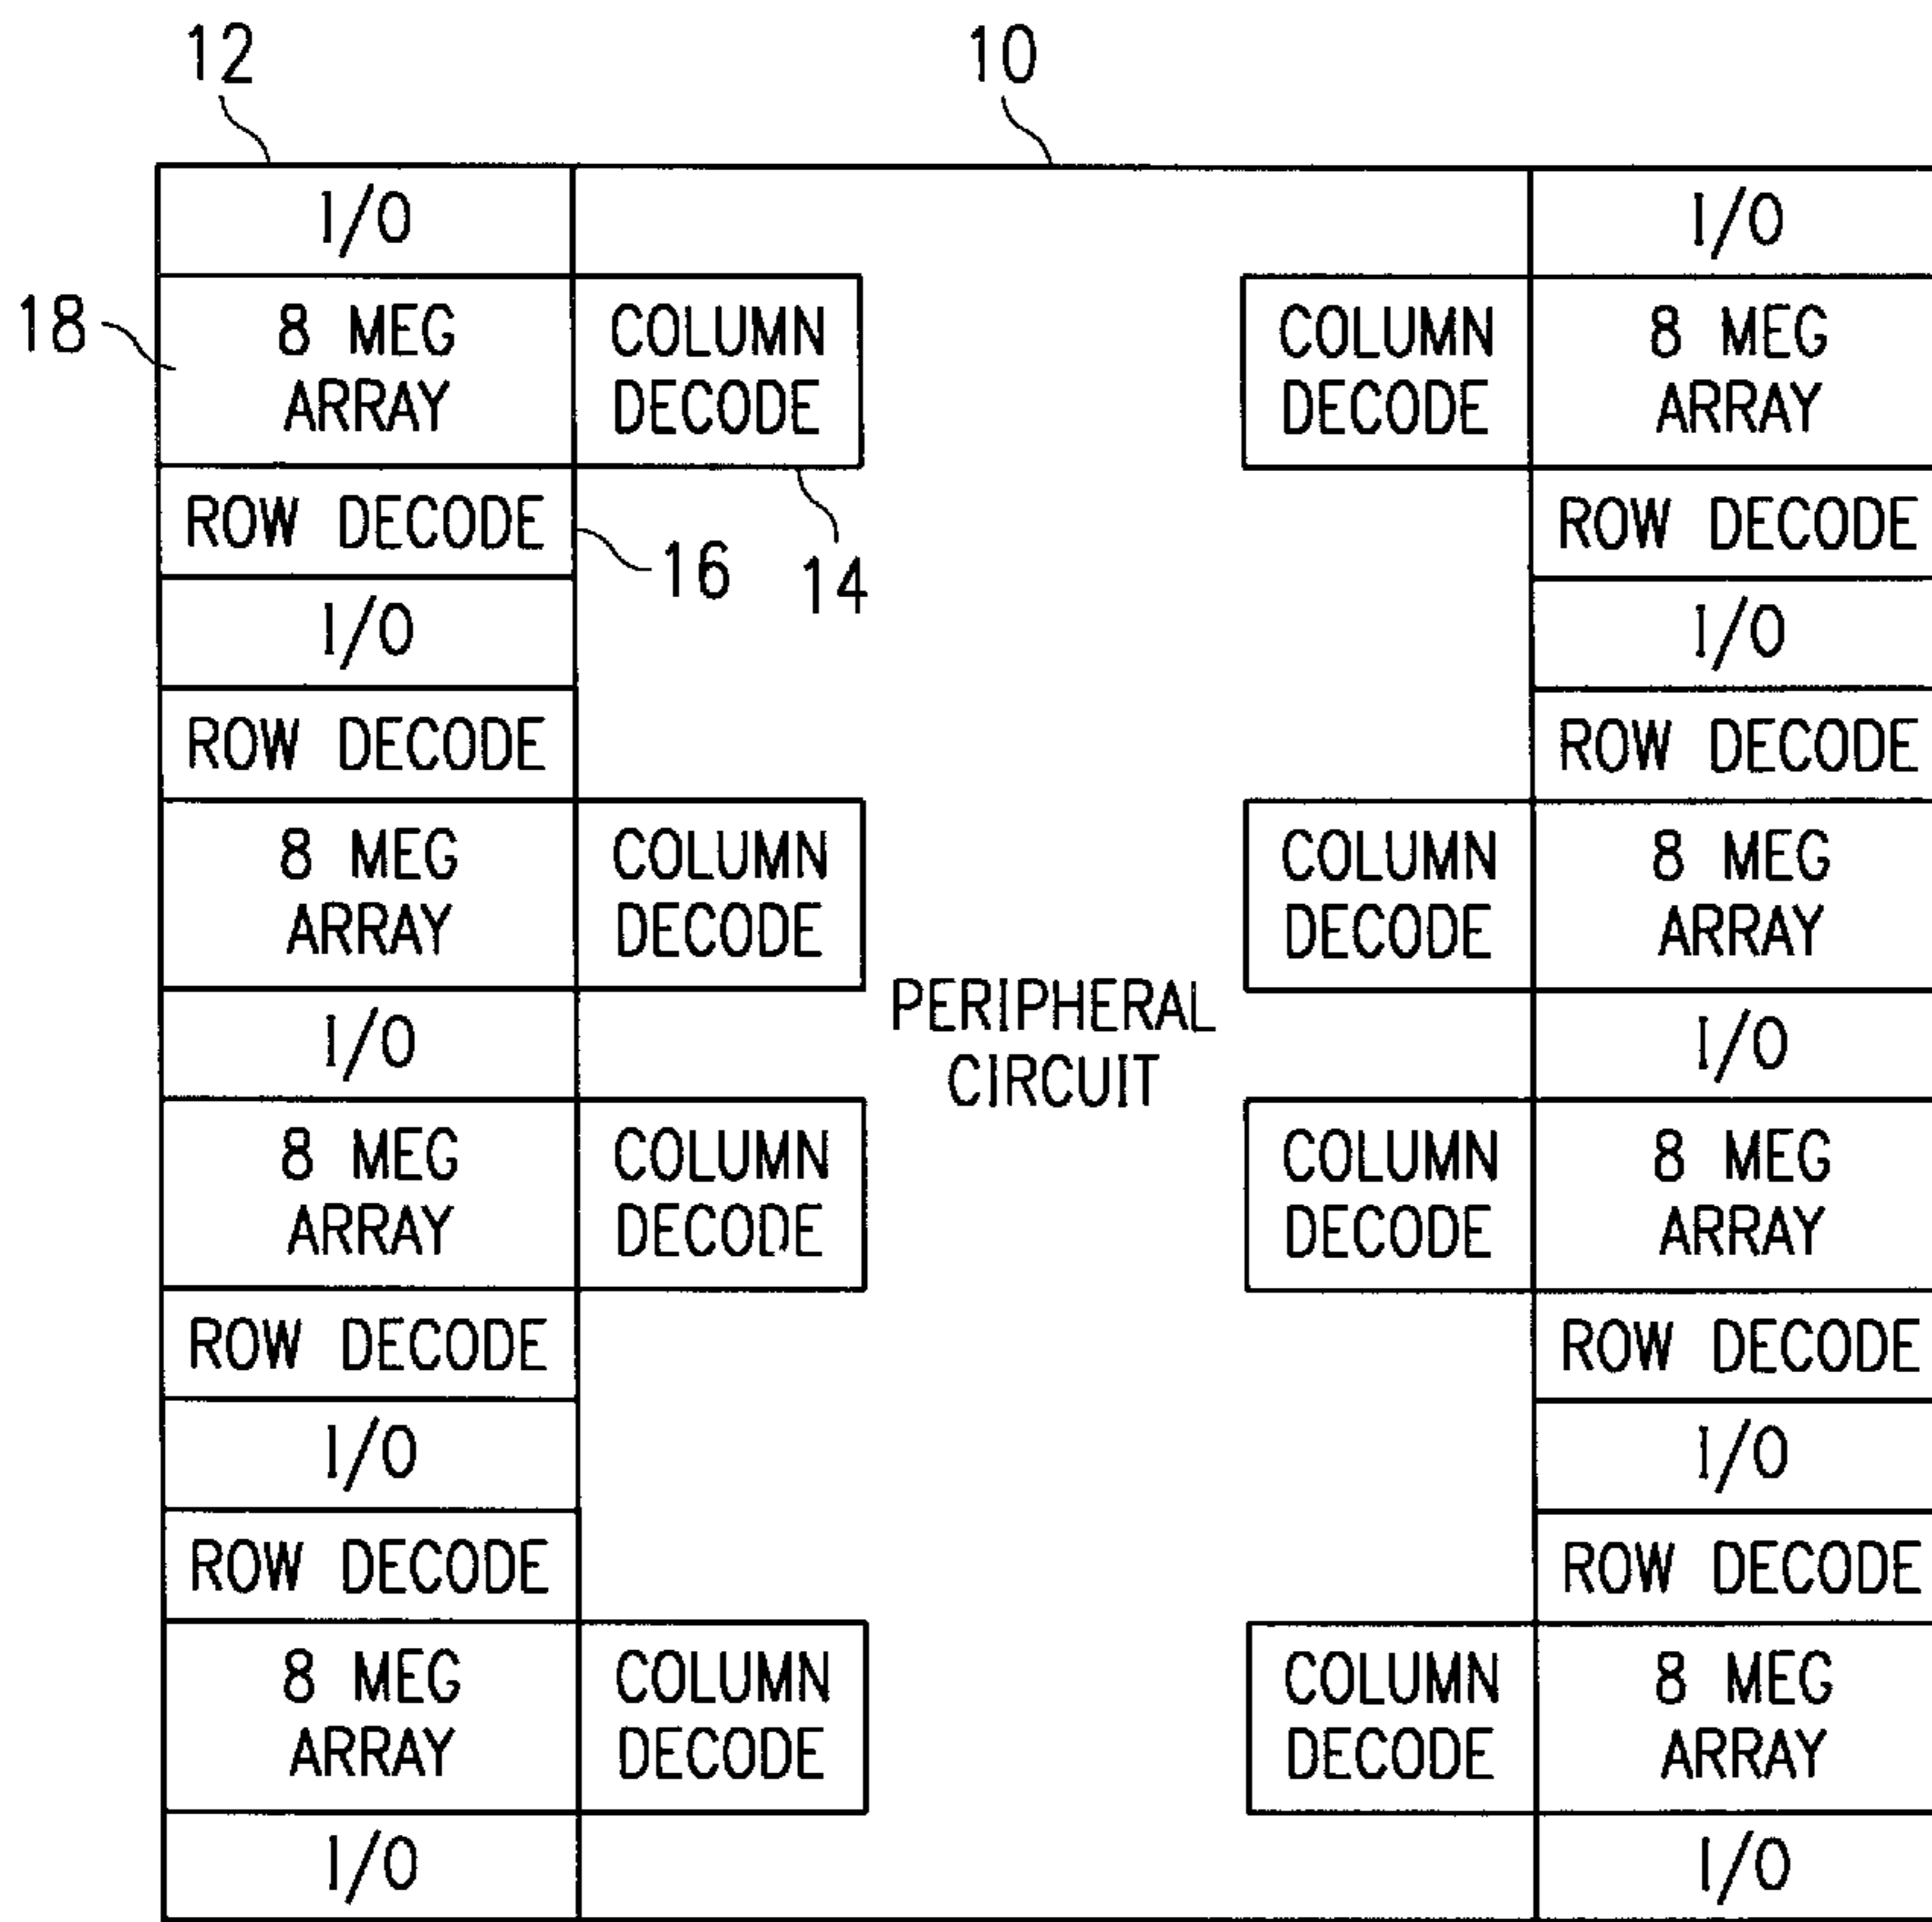 12 10
I/O I/O
18 8 MEG COLUMN COLUMN 8 MEG
ARRAY DECODE DECODE ARRAY
ROW DECODE ROW DECODE
16 14
I/O I/O
ROW DECODE ROW DECODE
8 MEG COLUMN COLUMN 8 MEG
ARRAY DECODE DECODE ARRAY
PERIPHERAL
I/O I/O
CIRCUIT
8 MEG COLUMN COLUMN 8 MEG
ARRAY DECODE DECODE ARRAY
ROW DECODE ROW DECODE
I/O I/O
ROW DECODE ROW DECODE
8 MEG COLUMN COLUMN 8 MEG
ARRAY DECODE DECODE ARRAY
I/O I/O